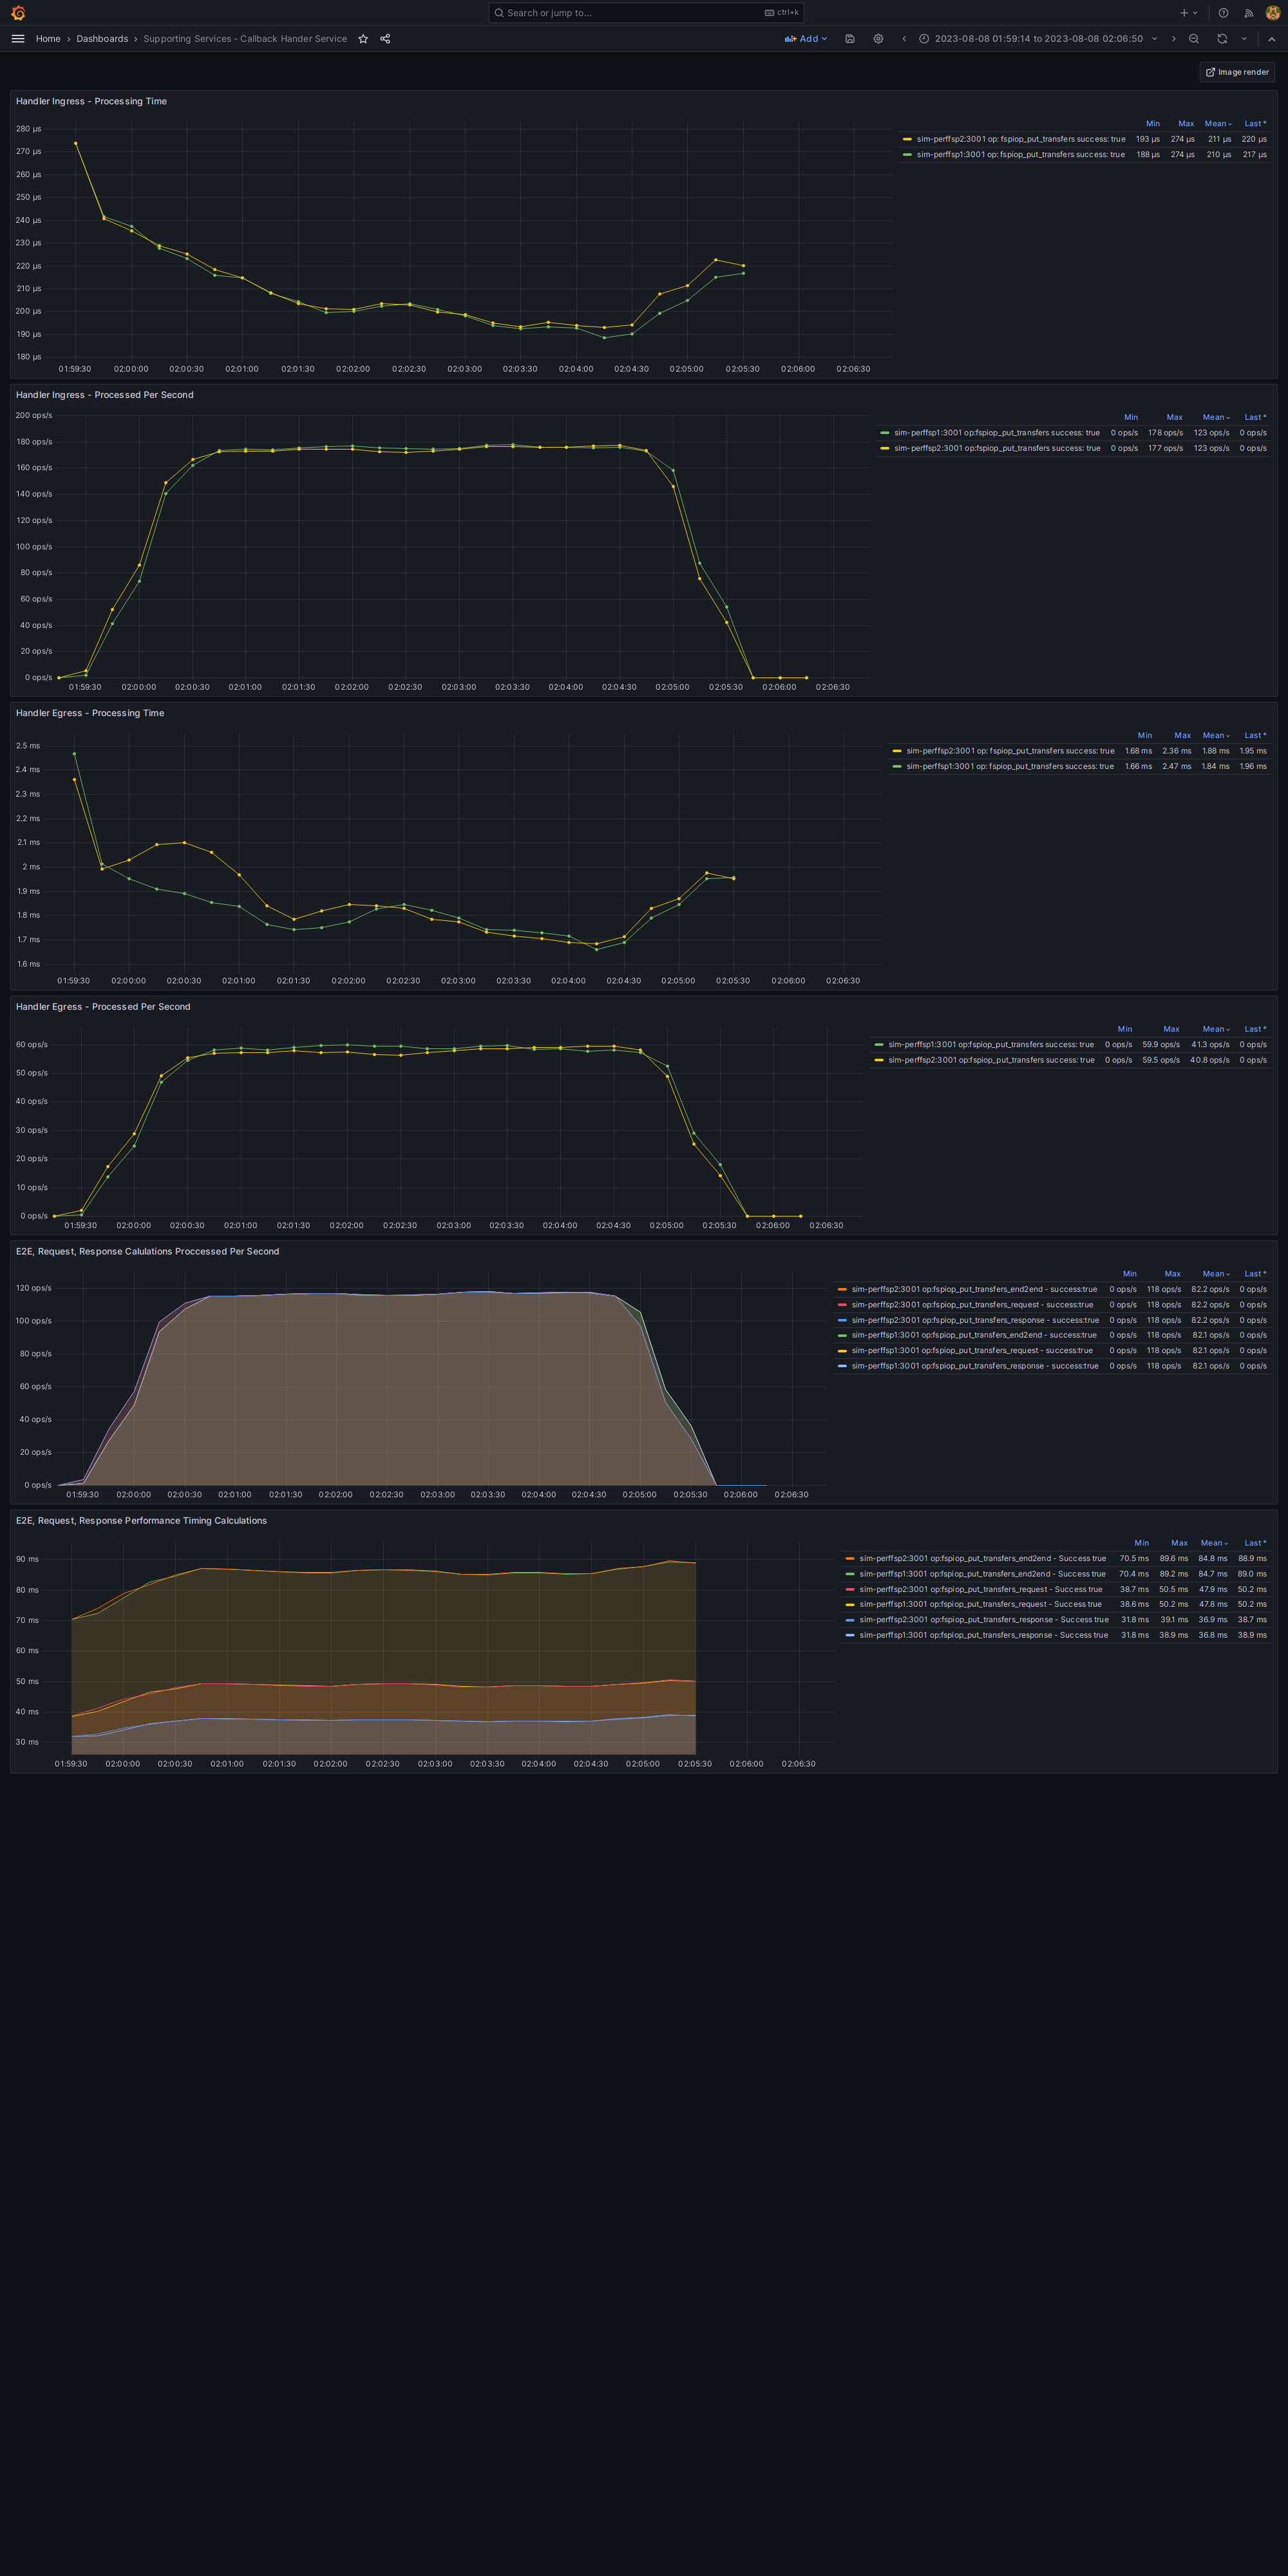 Search or jump to... ctrl+k
Home › Dashboards › Supporting Services - Callback Hander Service Add 2023-08-08 01:59:14 to 2023-08-08 02:06:50
Image render
Handler Ingress - Processing Time
Min Max Mean Last *
sim-perffsp2:3001 op: fspiop_put_transfers success: true 193 µs 274 µs 211 µs 220 µs
sim-perffsp1:3001 op: fspiop_put_transfers success: true 188 µs 274 µs 210 µs 217 µs
280 µs
270 µs
260 µs
250 µs
240 µs
230 µs
220 µs
210 µs
200 µs
190 µs
180 µs
01:59:30 02:00:00 02:00:30 02:01:00 02:01:30 02:02:00 02:02:30 02:03:00 02:03:30 02:04:00 02:04:30 02:05:00 02:05:30 02:06:00 02:06:30
Handler Ingress - Processed Per Second
Min Max Mean Last *
sim-perffsp1:3001 op:fspiop_put_transfers success: true 0 ops/s 178 ops/s 123 ops/s 0 ops/s
sim-perffsp2:3001 op:fspiop_put_transfers success: true 0 ops/s 177 ops/s 123 ops/s 0 ops/s
200 ops/s
180 ops/s
160 ops/s
140 ops/s
120 ops/s
100 ops/s
80 ops/s
60 ops/s
40 ops/s
20 ops/s
0 ops/s
01:59:30 02:00:00 02:00:30 02:01:00 02:01:30 02:02:00 02:02:30 02:03:00 02:03:30 02:04:00 02:04:30 02:05:00 02:05:30 02:06:00 02:06:30
Handler Egress - Processing Time
Min Max Mean Last *
sim-perffsp2:3001 op: fspiop_put_transfers success: true 1.68 ms 2.36 ms 1.88 ms 1.95 ms
sim-perffsp1:3001 op: fspiop_put_transfers success: true 1.66 ms 2.47 ms 1.84 ms 1.96 ms
2.5 ms
2.4 ms
2.3 ms
2.2 ms
2.1 ms
2 ms
1.9 ms
1.8 ms
1.7 ms
1.6 ms
01:59:30 02:00:00 02:00:30 02:01:00 02:01:30 02:02:00 02:02:30 02:03:00 02:03:30 02:04:00 02:04:30 02:05:00 02:05:30 02:06:00 02:06:30
Handler Egress - Processed Per Second
Min Max Mean Last *
sim-perffsp1:3001 op:fspiop_put_transfers success: true 0 ops/s 59.9 ops/s 41.3 ops/s 0 ops/s
sim-perffsp2:3001 op:fspiop_put_transfers success: true 0 ops/s 59.5 ops/s 40.8 ops/s 0 ops/s
60 ops/s
50 ops/s
40 ops/s
30 ops/s
20 ops/s
10 ops/s
0 ops/s
01:59:30 02:00:00 02:00:30 02:01:00 02:01:30 02:02:00 02:02:30 02:03:00 02:03:30 02:04:00 02:04:30 02:05:00 02:05:30 02:06:00 02:06:30
E2E, Request, Response Calulations Proccessed Per Second
Min Max Mean Last *
sim-perffsp2:3001 op:fspiop_put_transfers_end2end - success:true 0 ops/s 118 ops/s 82.2 ops/s 0 ops/s
sim-perffsp2:3001 op:fspiop_put_transfers_request - success:true 0 ops/s 118 ops/s 82.2 ops/s 0 ops/s
sim-perffsp2:3001 op:fspiop_put_transfers_response - success:true 0 ops/s 118 ops/s 82.2 ops/s 0 ops/s
sim-perffsp1:3001 op:fspiop_put_transfers_end2end - success:true 0 ops/s 118 ops/s 82.1 ops/s 0 ops/s
sim-perffsp1:3001 op:fspiop_put_transfers_request - success:true 0 ops/s 118 ops/s 82.1 ops/s 0 ops/s
sim-perffsp1:3001 op:fspiop_put_transfers_response - success:true 0 ops/s 118 ops/s 82.1 ops/s 0 ops/s
120 ops/s
100 ops/s
80 ops/s
60 ops/s
40 ops/s
20 ops/s
0 ops/s
01:59:30 02:00:00 02:00:30 02:01:00 02:01:30 02:02:00 02:02:30 02:03:00 02:03:30 02:04:00 02:04:30 02:05:00 02:05:30 02:06:00 02:06:30
E2E, Request, Response Performance Timing Calculations
Min Max Mean Last *
sim-perffsp2:3001 op:fspiop_put_transfers_end2end - Success true 70.5 ms 89.6 ms 84.8 ms 88.9 ms
sim-perffsp1:3001 op:fspiop_put_transfers_end2end - Success true 70.4 ms 89.2 ms 84.7 ms 89.0 ms
sim-perffsp2:3001 op:fspiop_put_transfers_request - Success true 38.7 ms 50.5 ms 47.9 ms 50.2 ms
sim-perffsp1:3001 op:fspiop_put_transfers_request - Success true 38.6 ms 50.2 ms 47.8 ms 50.2 ms
sim-perffsp2:3001 op:fspiop_put_transfers_response - Success true 31.8 ms 39.1 ms 36.9 ms 38.7 ms
sim-perffsp1:3001 op:fspiop_put_transfers_response - Success true 31.8 ms 38.9 ms 36.8 ms 38.9 ms
90 ms
80 ms
70 ms
60 ms
50 ms
40 ms
30 ms
01:59:30 02:00:00 02:00:30 02:01:00 02:01:30 02:02:00 02:02:30 02:03:00 02:03:30 02:04:00 02:04:30 02:05:00 02:05:30 02:06:00 02:06:30